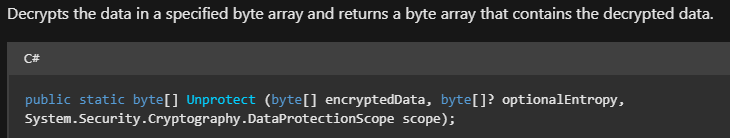 Decrypts the data in a specified byte array and returns a byte array that contains the decrypted data.
C#
public static byte[] Unprotect (byte[] encryptedData, byte[]? optionalEntropy,
System.Security.Cryptography.DataProtectionScope scope);